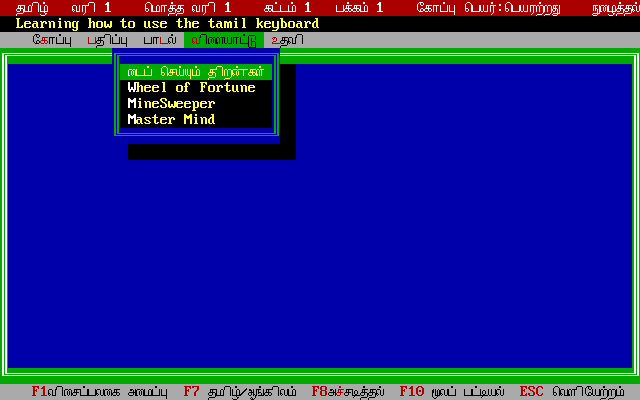 தமிழ் வரி 1 மொத்த வரி 1 கட்டம் 1 பக்கம் 1 கோப்பு பெயர்:பெயரற்றது நுழைத்தல்
Learning how to use the tamil keyboard
கோப்பு பதிப்பு பாடல் விளையாட்டு உதவி
டைப் செய்யும் திறன்கள்
Wheel of Fortune
MineSweeper
Master Mind
F1விசைப்பலகை அமைப்பு F7 தமிழ்/ஆங்கிலம் F8அச்சடித்தல் F10 மூலப் பட்டியல் ESC வெளியேற்றம்